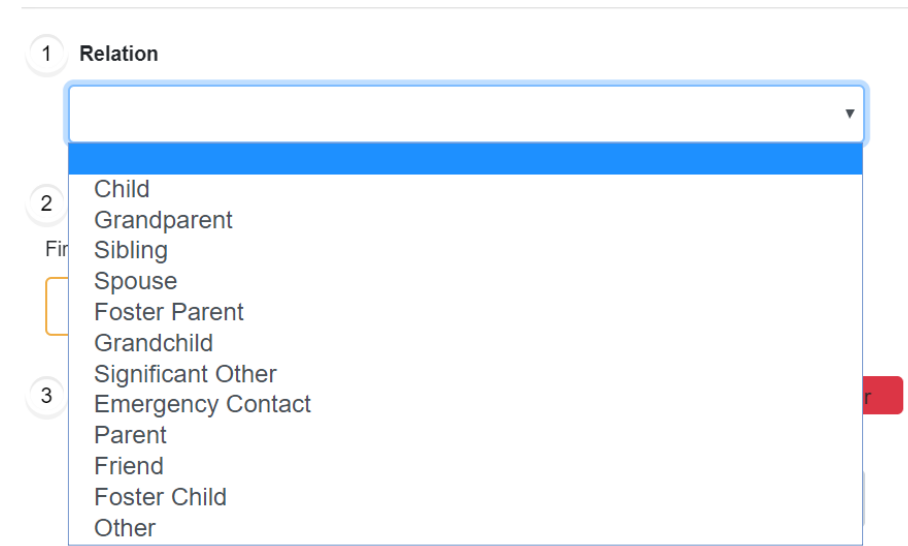 1 Relation
Child
2
Grandparent
Fir
Sibling
Spouse
Foster Parent
Grandchild
Significant Other
3
r
Emergency Contact
Parent
Friend
Foster Child
Other